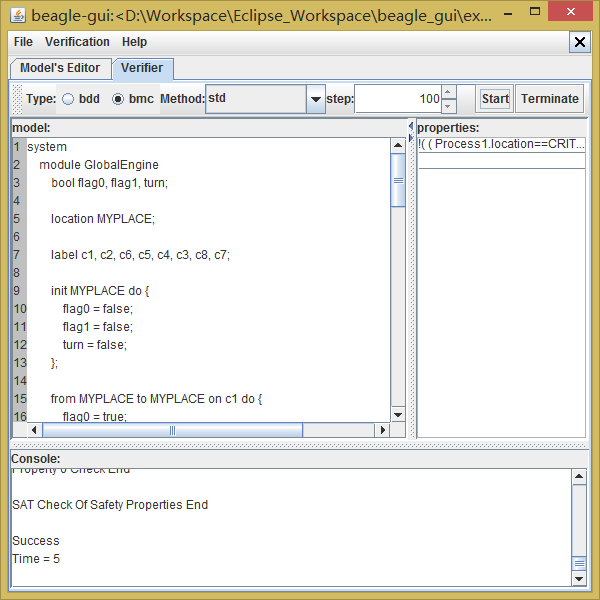 beagle-gui:<D:\Workspace\Eclipse_Workspace\beagle_gui\ex...
File Verification Help
Model's Editor Verifier
Type: bdd bmc Method: std step: 100 Start Terminate
model:
properties:
1 system
2 module GlobalEngine
3 bool flag0, flag1, turn;
4
5 location MYPLACE;
6
7 label c1, c2, c6, c5, c4, c3, c8, c7;
8
9 init MYPLACE do {
10 flag0 = false;
11 flag1 = false;
12 turn = false;
13 };
14
15 from MYPLACE to MYPLACE on c1 do {
16 flag0 = true;
!( ( Process1.location==CRIT...
Console:
Property 0 Check End
SAT Check Of Safety Properties End
Success
Time = 5